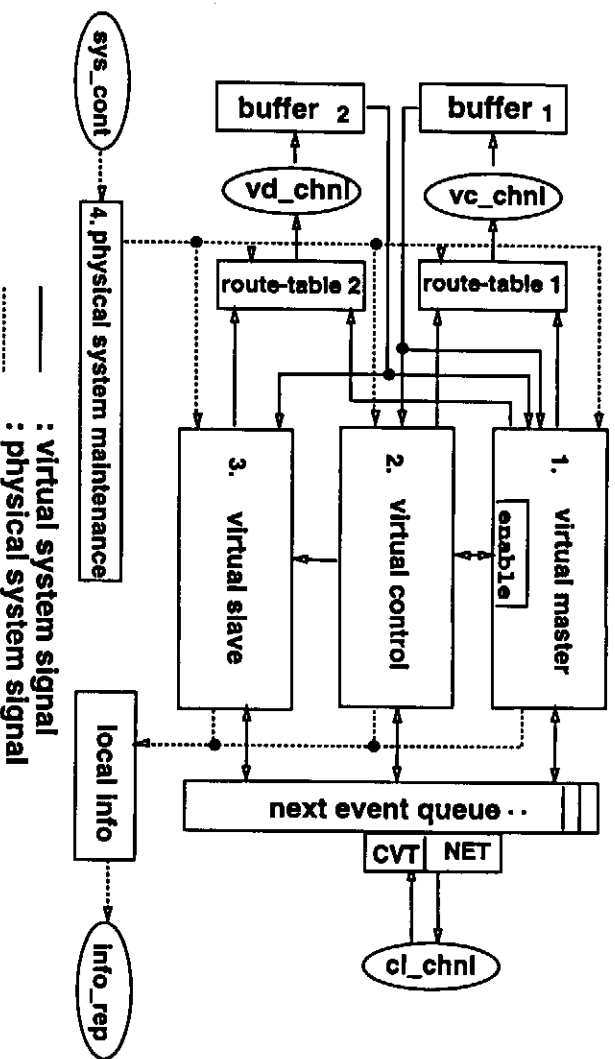 buffer 2
buffer 1
vd_chnl
vc_chnl
route-table 2
route-table 1
sys_cont
4. physical system maintenance
3. virtual slave
2. virtual control
1. virtual master
enable
next event queue ··
CVT
NET
cl_chnl
local info
info_rep
: virtual system signal
: physical system signal